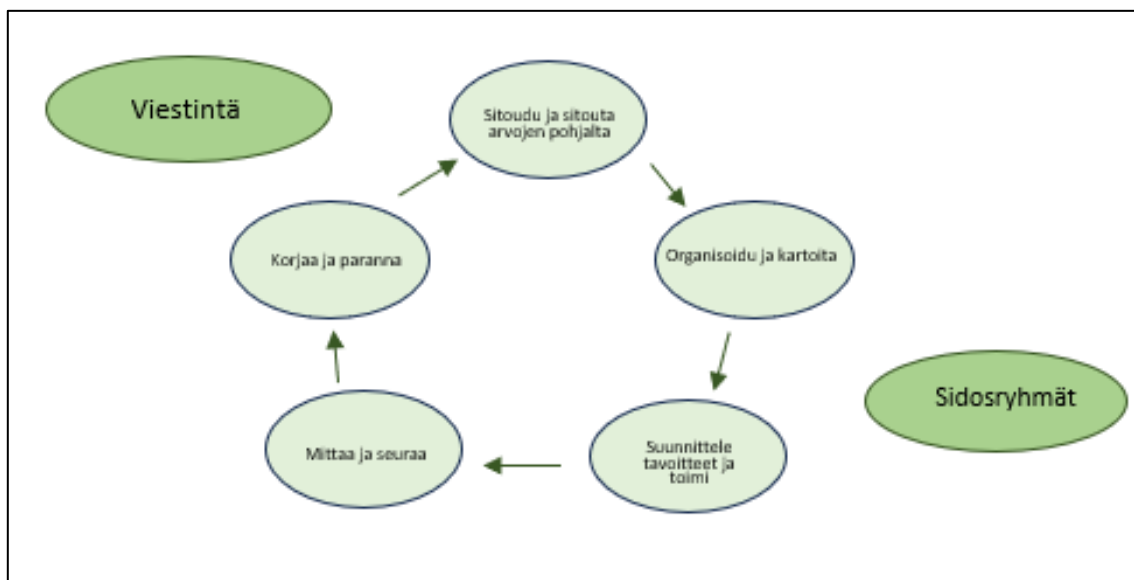 Viestintä
Sitoudu ja sitouta
arvojen pohjalta
Korjaa ja paranna
Organisoidu ja kartoita
Sidosryhmät
Mittaa ja seuraa
Suunnittele
tavoitteet ja
toimi